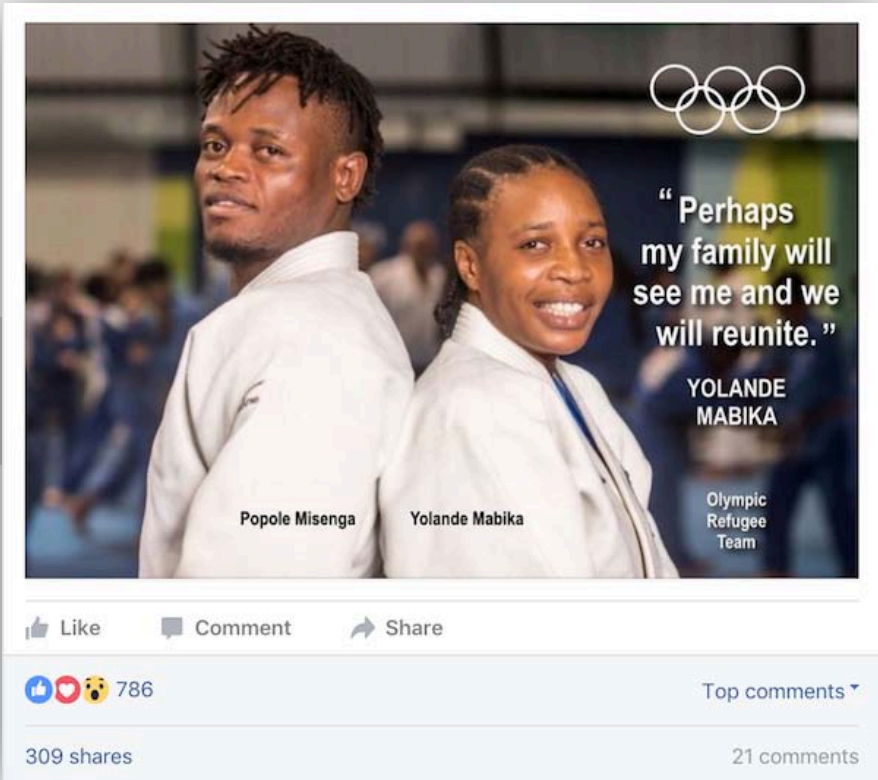 “Perhaps
my family will
see me and we
will reunite.”
YOLANDE
MABIKA
Popole Misenga
Yolande Mabika
Olympic
Refugee
Team
Like Comment Share
786 Top comments
309 shares 21 comments